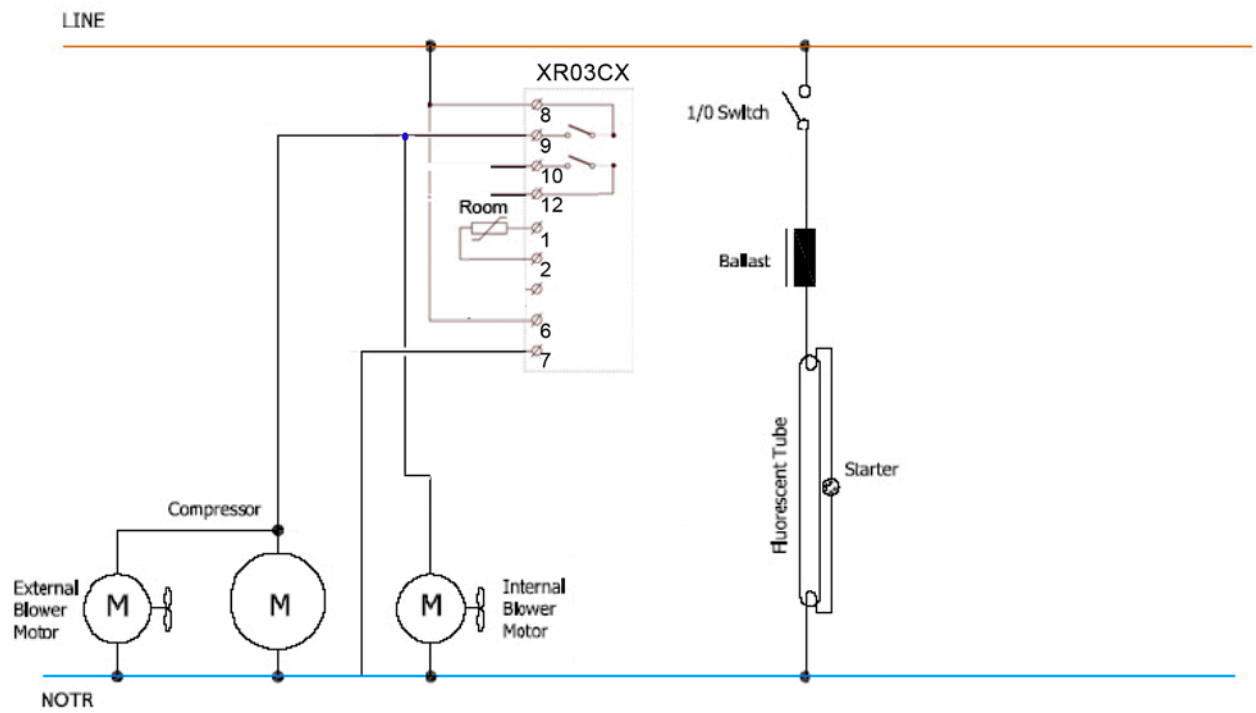 LINE
XR03CX
8
9
10
12
Room
1
2
6
7
1/0 Switch
Ballast
Fluorescent Tube
Starter
Compressor
External
Blower
Motor
M
M
M
Internal
Blower
Motor
NOTR